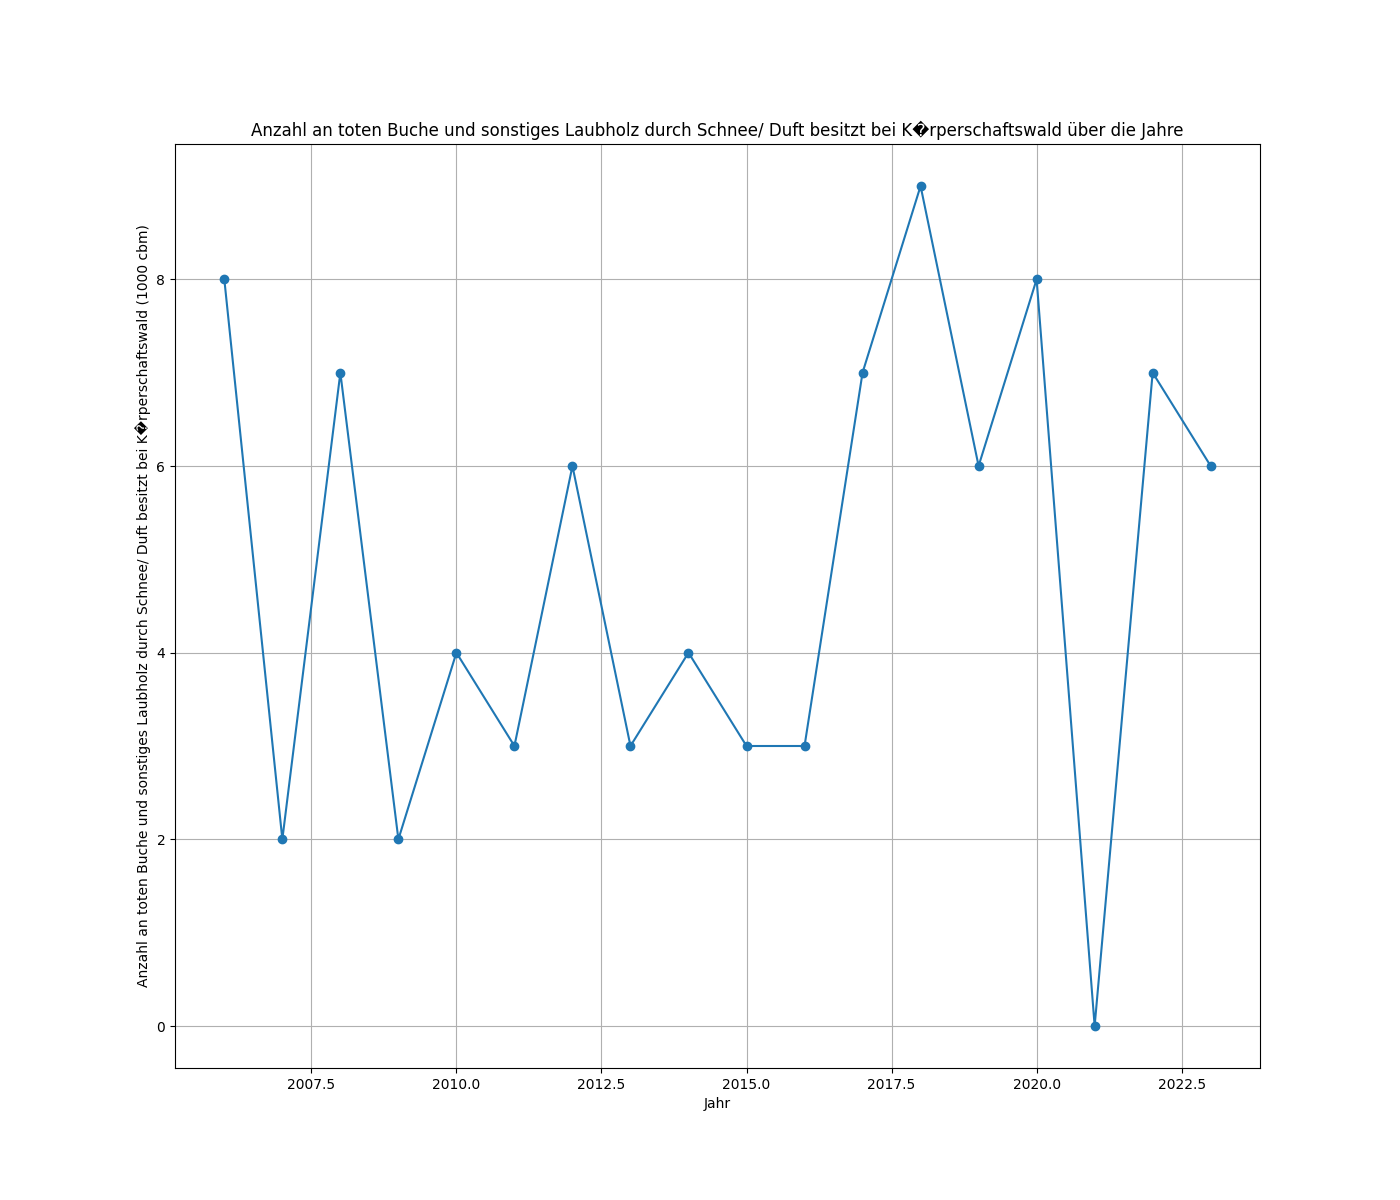 Anzahl an toten Buche und sonstiges Laubholz durch Schnee/ Duft besitzt bei K�rperschaftswald über die Jahre
Anzahl an toten Buche und sonstiges Laubholz durch Schnee/ Duft besitzt bei K�rperschaftswald (1000 cbm)
8
6
4
2
0
2007.5 2010.0 2012.5 2015.0 2017.5 2020.0 2022.5
Jahr